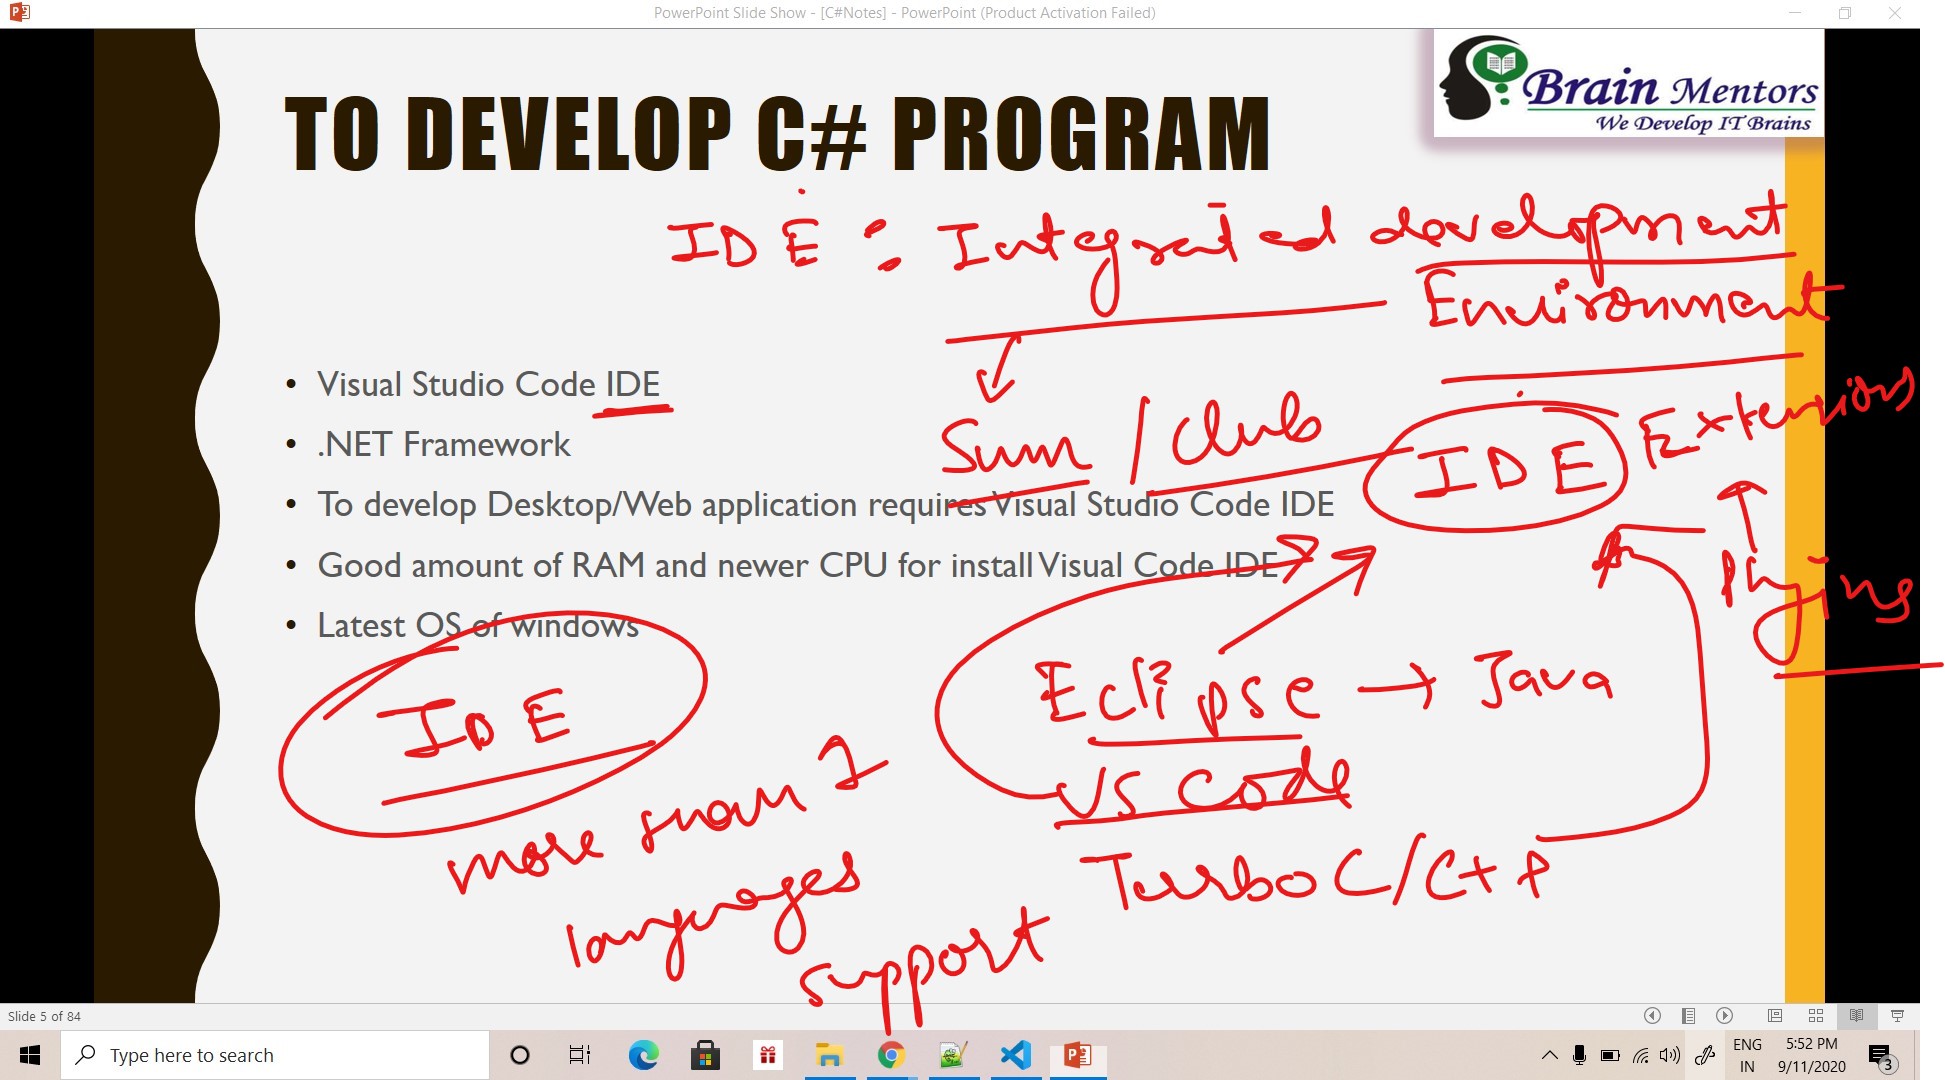 PowerPoint Slide Show - [C#Notes] - PowerPoint (Product Activation Failed)
Brain Mentors
We Develop IT Brains
TO DEVELOP C# PROGRAM
IDE : Integrated development
Environment
• Visual Studio Code IDE
• .NET Framework
• To develop Desktop/Web application requires Visual Studio Code IDE
• Good amount of RAM and newer CPU for install Visual Code IDE
• Latest OS of windows
Sum / Club
IDE
Extensions
plugins
IDE
more than 1
languages
support
Eclipse → Java
VS Code
Turbo C/C++
Slide 5 of 84
Type here to search
ENG
IN
5:52 PM
9/11/2020
3